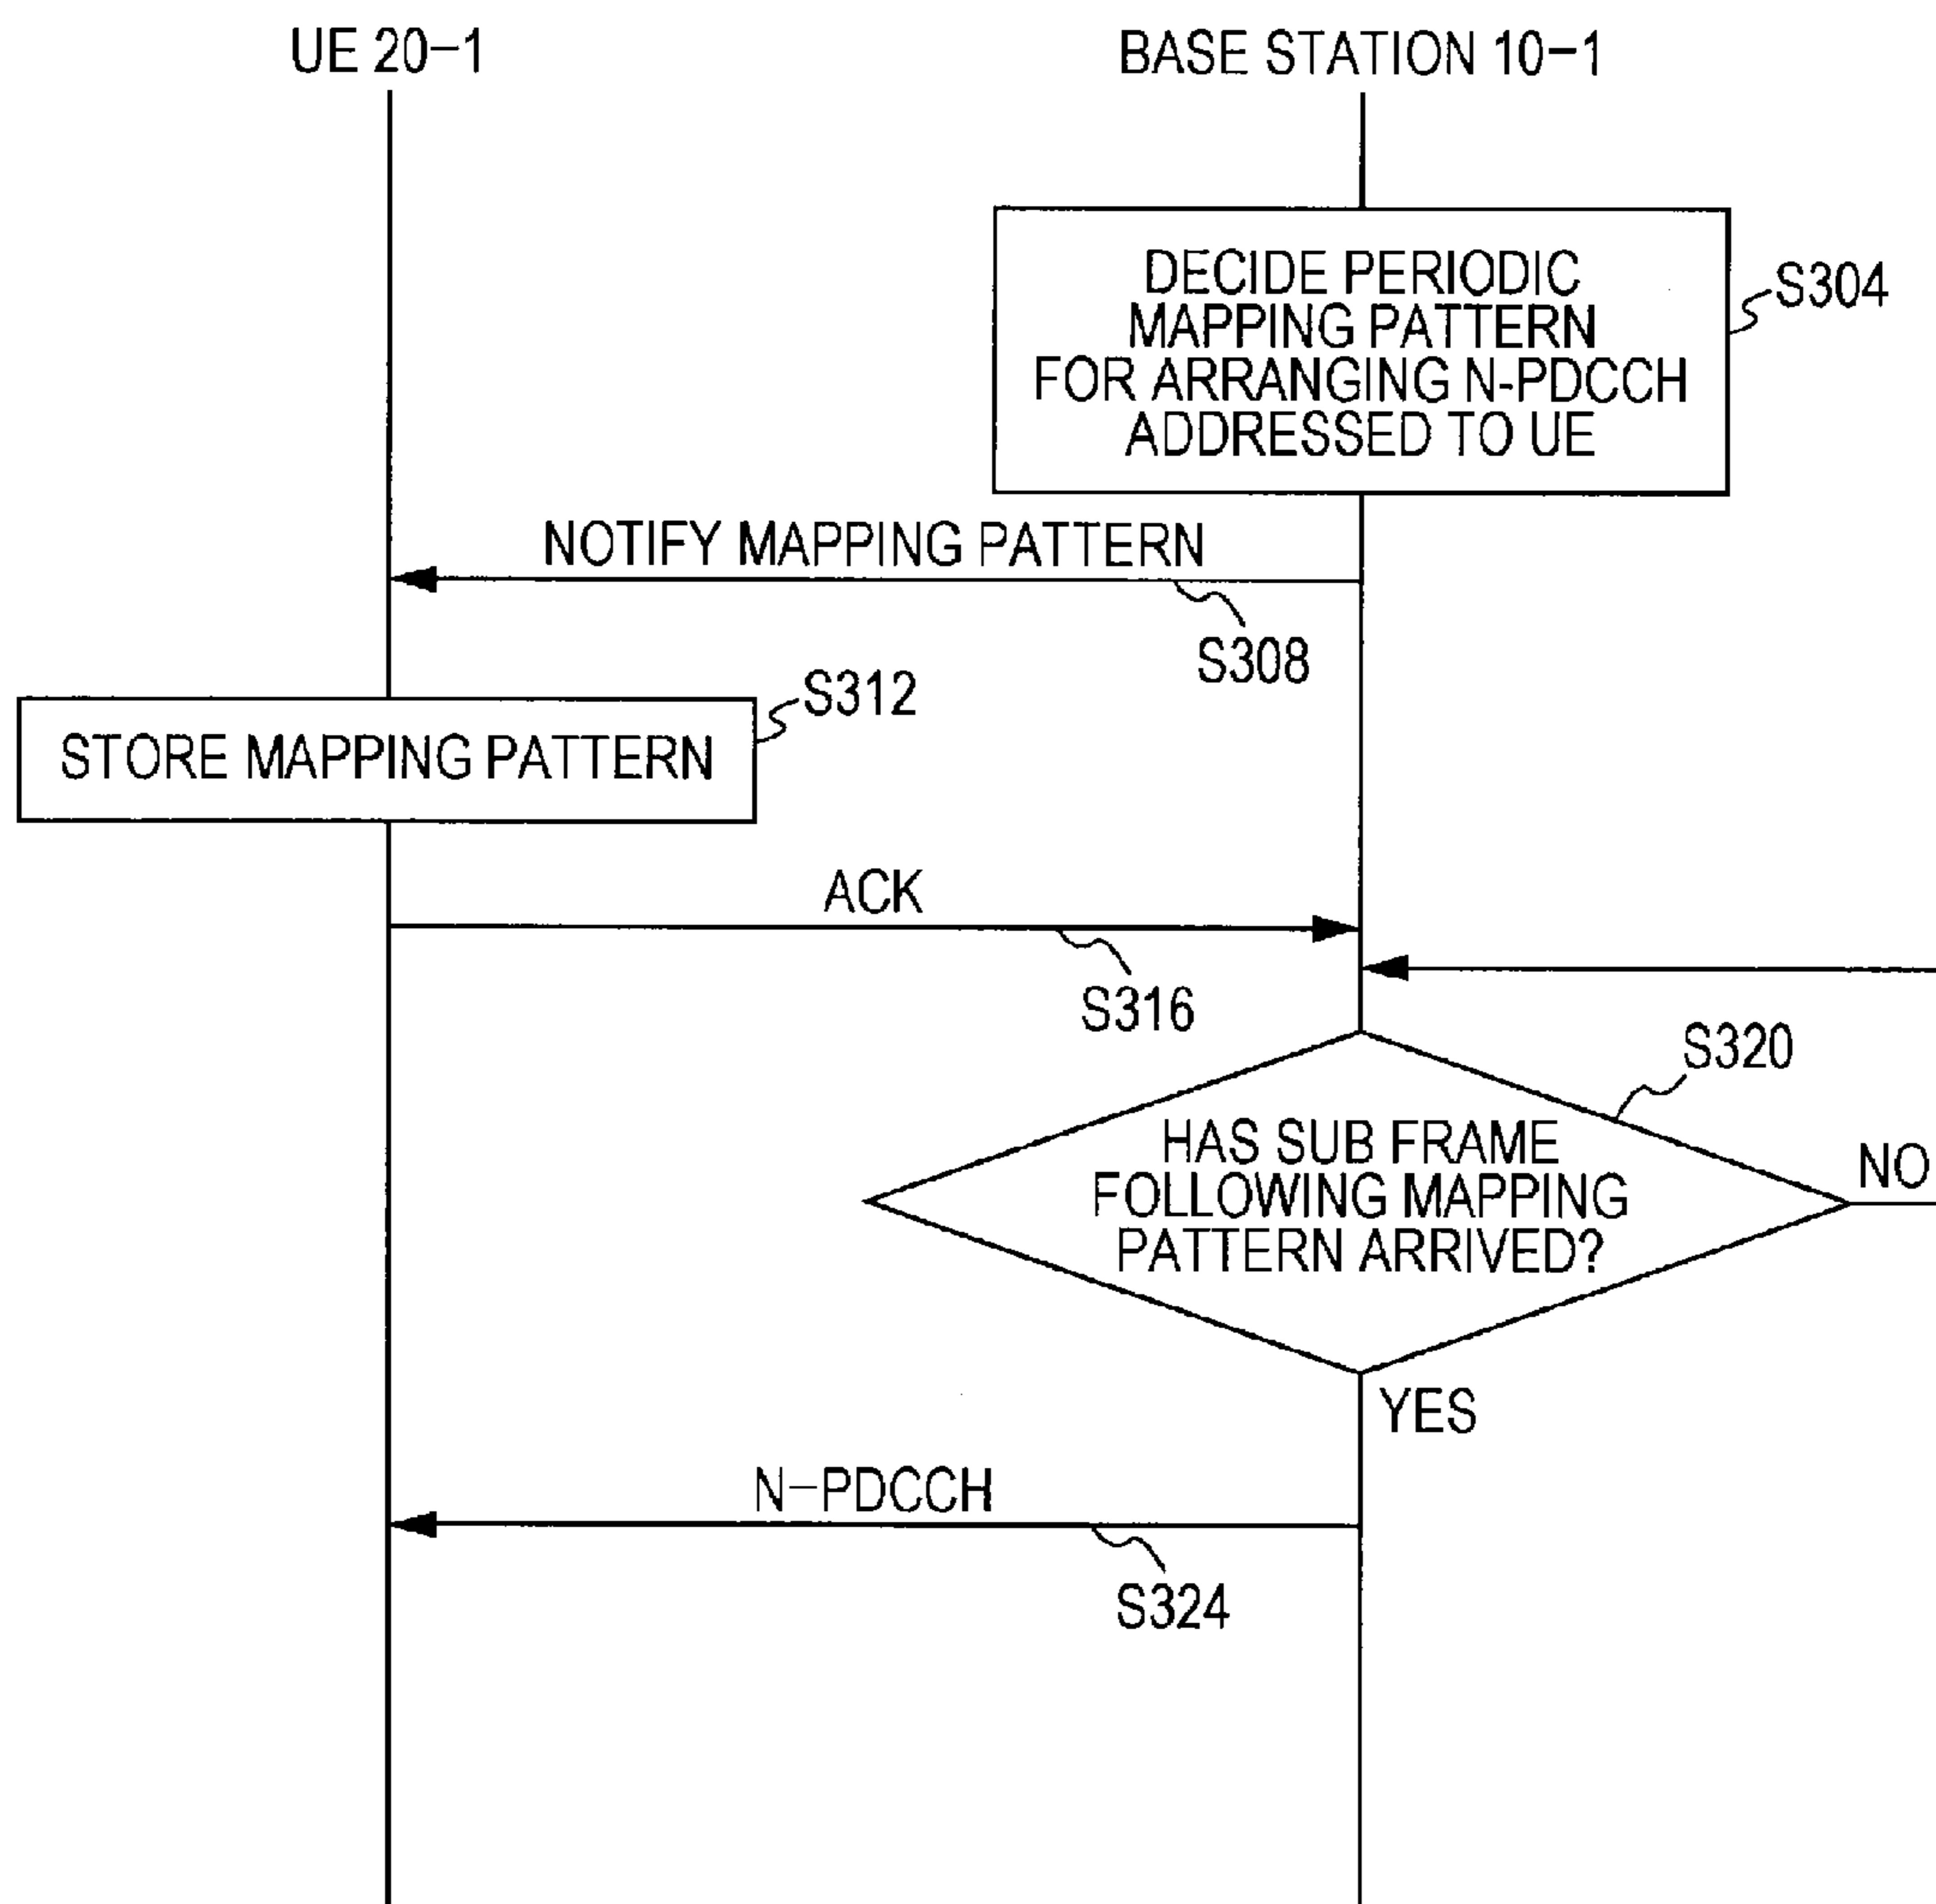 UE 20-1
BASE STATION 10-1
DECIDE PERIODIC
MAPPING PATTERN
FOR ARRANGING N-PDCCH
ADDRESSED TO UE
S304
NOTIFY MAPPING PATTERN
S308
S312
STORE MAPPING PATTERN
ACK
S316
S320
HAS SUB FRAME
FOLLOWING MAPPING
PATTERN ARRIVED?
NO
YES
N-PDCCH
S324